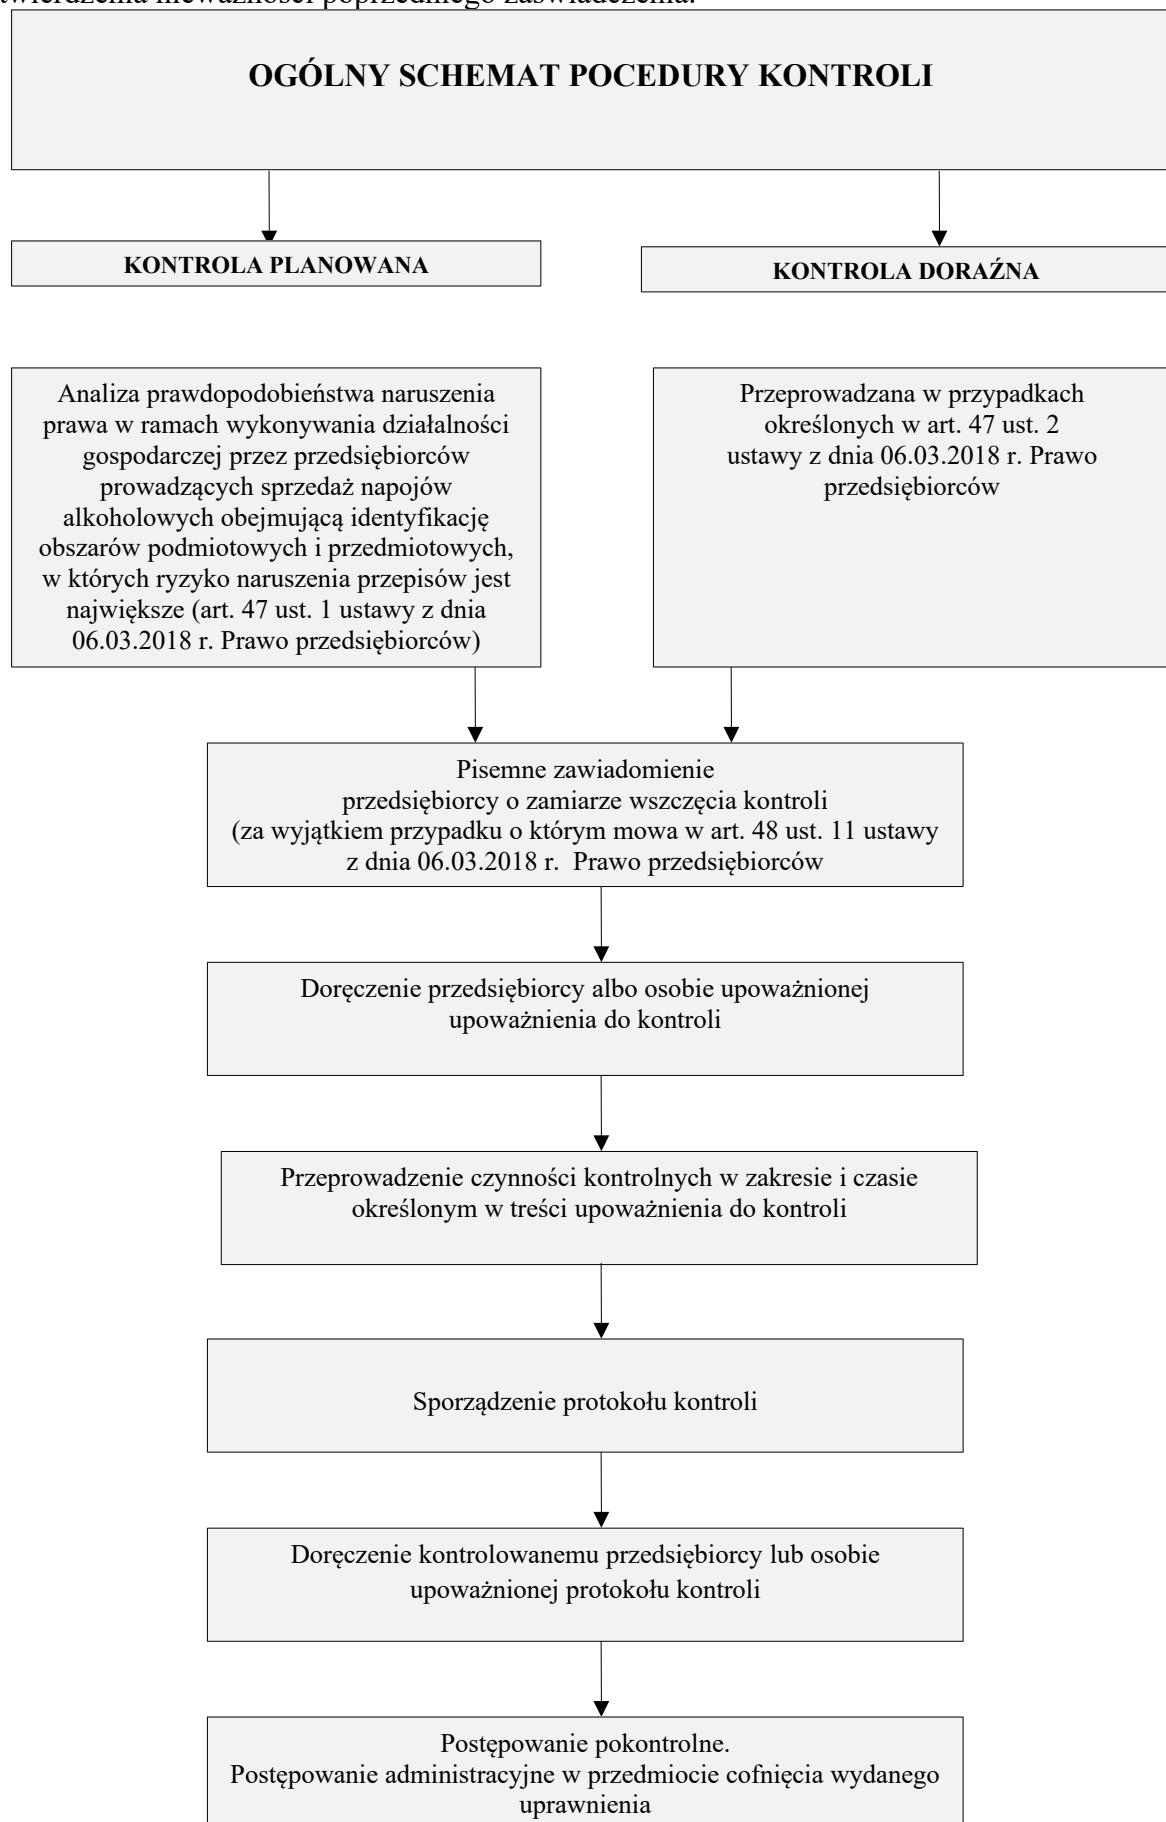 twierdzenia nieważności poprzedniego zaświadczenia.
OGÓLNY SCHEMAT POCEDURY KONTROLI
KONTROLA PLANOWANA
KONTROLA DORAŹNA
Analiza prawdopodobieństwa naruszenia
prawa w ramach wykonywania działalności
gospodarczej przez przedsiębiorców
prowadzących sprzedaż napojów
alkoholowych obejmującą identyfikację
obszarów podmiotowych i przedmiotowych,
w których ryzyko naruszenia przepisów jest
największe (art. 47 ust. 1 ustawy z dnia
06.03.2018 r. Prawo przedsiębiorców)
Przeprowadzana w przypadkach
określonych w art. 47 ust. 2
ustawy z dnia 06.03.2018 r. Prawo
przedsiębiorców
Pisemne zawiadomienie
przedsiębiorcy o zamiarze wszczęcia kontroli
(za wyjątkiem przypadku o którym mowa w art. 48 ust. 11 ustawy
z dnia 06.03.2018 r.  Prawo przedsiębiorców
Doręczenie przedsiębiorcy albo osobie upoważnionej
upoważnienia do kontroli
Przeprowadzenie czynności kontrolnych w zakresie i czasie
określonym w treści upoważnienia do kontroli
Sporządzenie protokołu kontroli
Doręczenie kontrolowanemu przedsiębiorcy lub osobie
upoważnionej protokołu kontroli
Postępowanie pokontrolne.
Postępowanie administracyjne w przedmiocie cofnięcia wydanego
uprawnienia